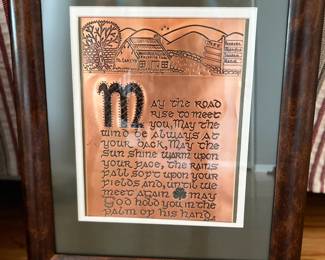 May the road
rise to meet
you, May the
wind be always at
your back, May the
sun shine warm upon
your face, the rains
fall soft upon your
fields and, until we
meet again
May
God hold you in the
palm of his hand.